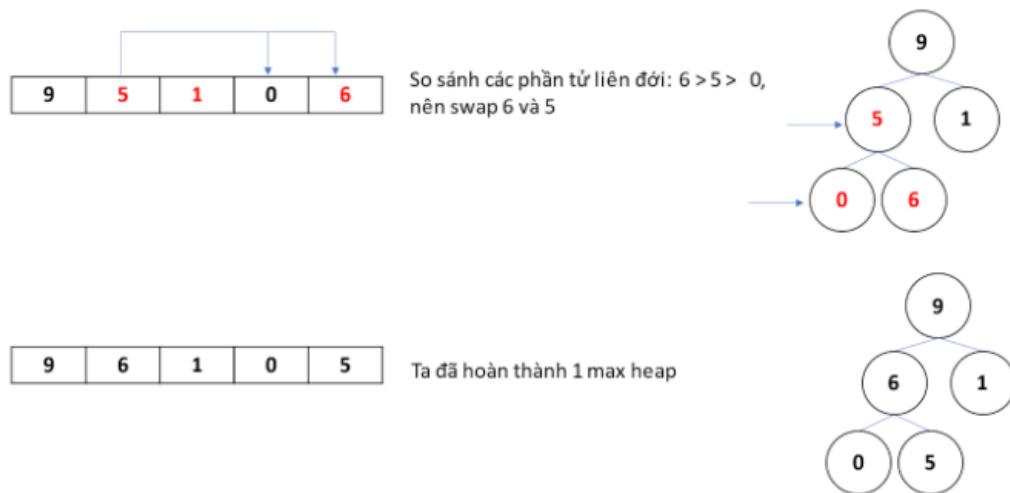 9
9 5 1 0 6
So sánh các phần tử liên đới: 6 > 5 > 0,
nên swap 6 và 5
5 1
0 6
9
9 6 1 0 5
Ta đã hoàn thành 1 max heap
6 1
0 5